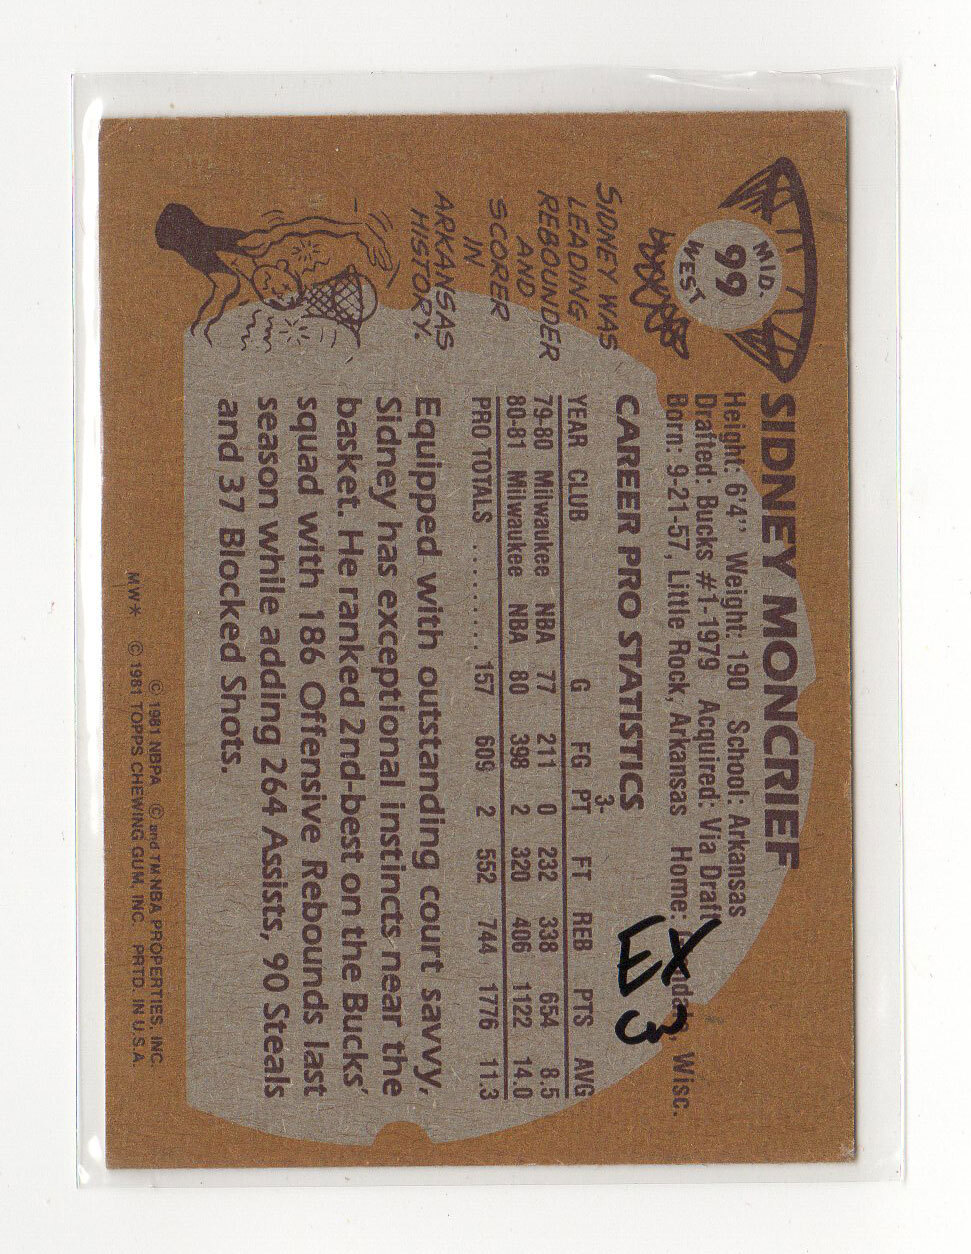 MID.
99
WEST
SIDNEY MONCRIEF
Height: 6'4" Weight: 190 School: Arkansas
Drafted: Bucks #1-1979 Acquired: Via Draft
Born: 9-21-57, Little Rock, Arkansas Home: Wisc.
EX
3
SIDNEY WAS
LEADING
REBOUNDER
AND
SCORER
IN
ARKANSAS
HISTORY.
CAREER PRO STATISTICS
YEAR CLUB G FG 3-PT FT REB PTS AVG
79-80 Milwaukee NBA 77 211 0 232 338 654 8.5
80-81 Milwaukee NBA 80 398 2 320 406 1122 14.0
PRO TOTALS ......... 157 609 2 552 744 1776 11.3
Equipped with outstanding court savvy,
Sidney has exceptional instincts near the
basket. He ranked 2nd-best on the Bucks'
squad with 186 Offensive Rebounds last
season while adding 264 Assists, 90 Steals
and 37 Blocked Shots.
© 1981 NBPA © and TM NBA PROPERTIES, INC.
MW* © 1981 TOPPS CHEWING GUM, INC. PRTD. IN U.S.A.